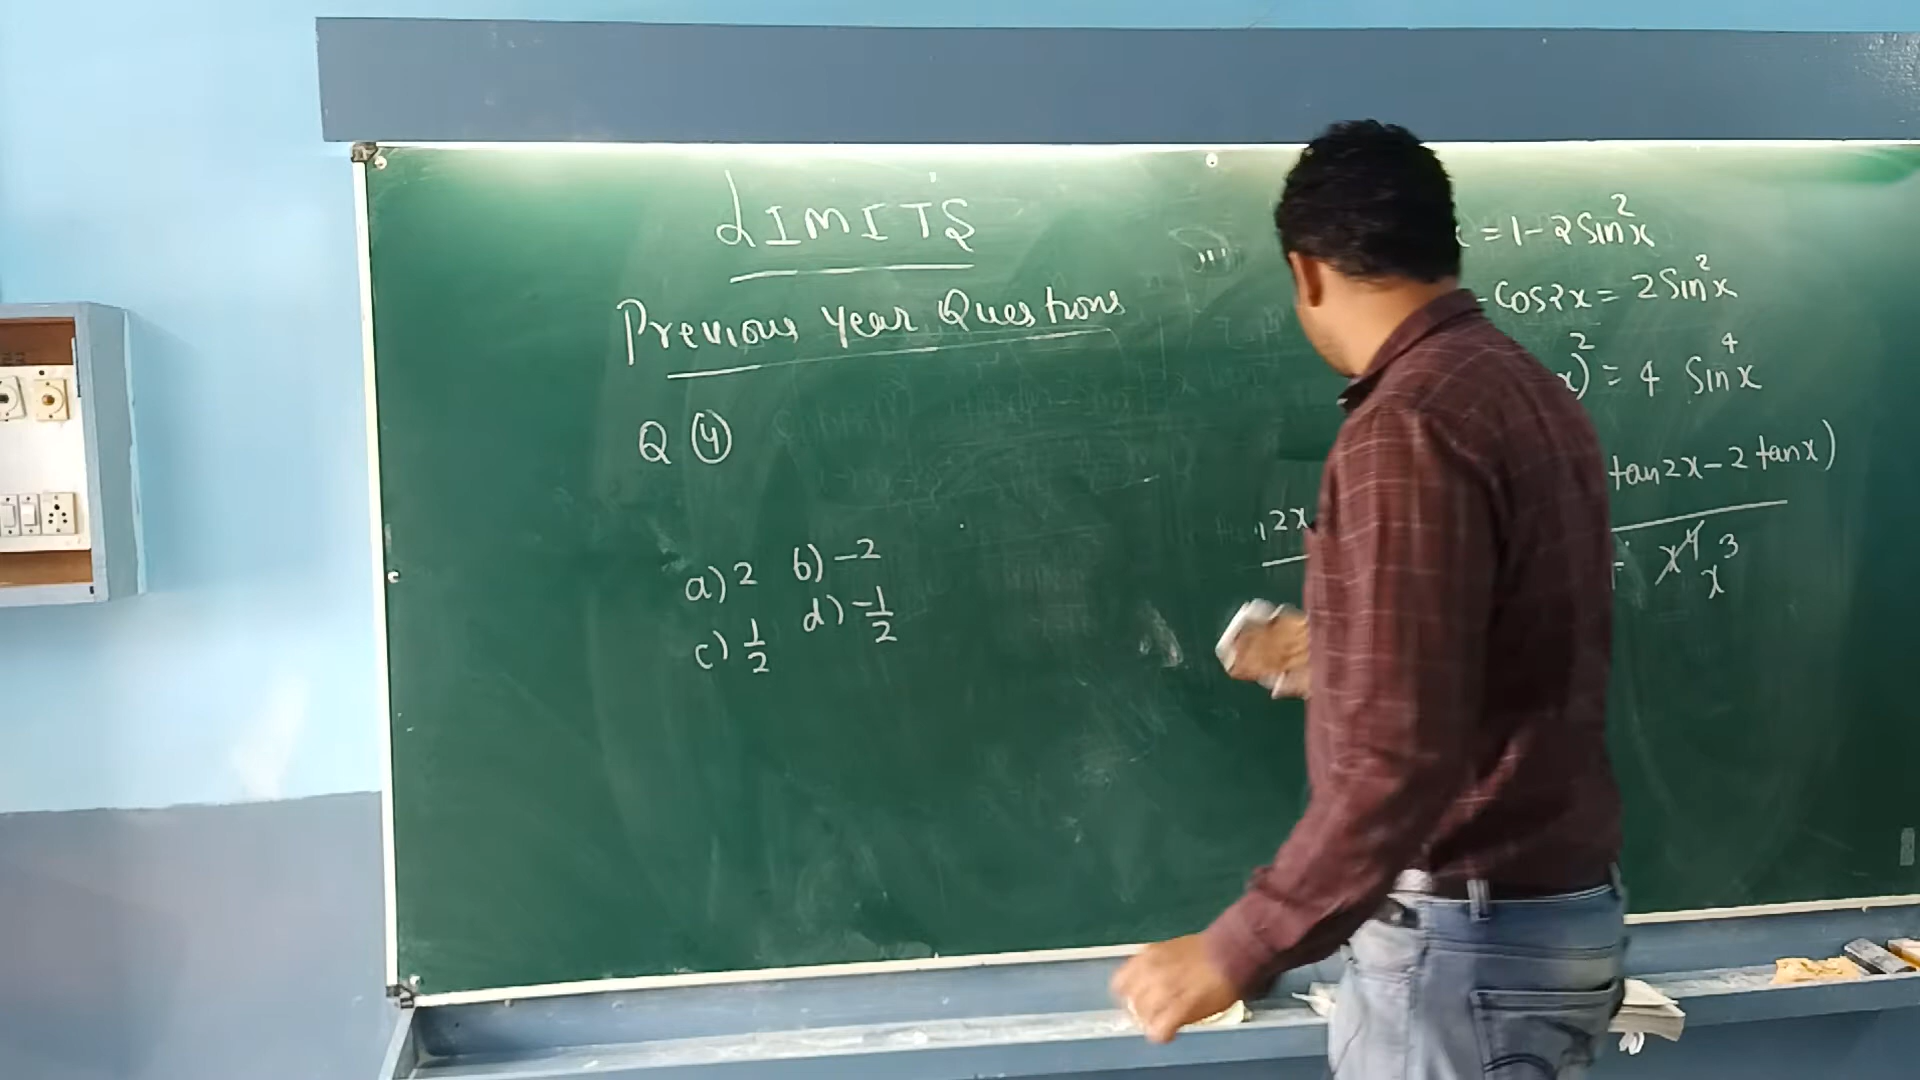 LIMITS
Previous year Questions
Q ④
a) 2 b) -2
c) 1/2 d) -1/2
= 1 - 2 Sin²x
- Cos2x = 2 Sin²x
x)² = 4 Sin⁴x
tan2x - 2 tanx)
2x
x⁴ x³